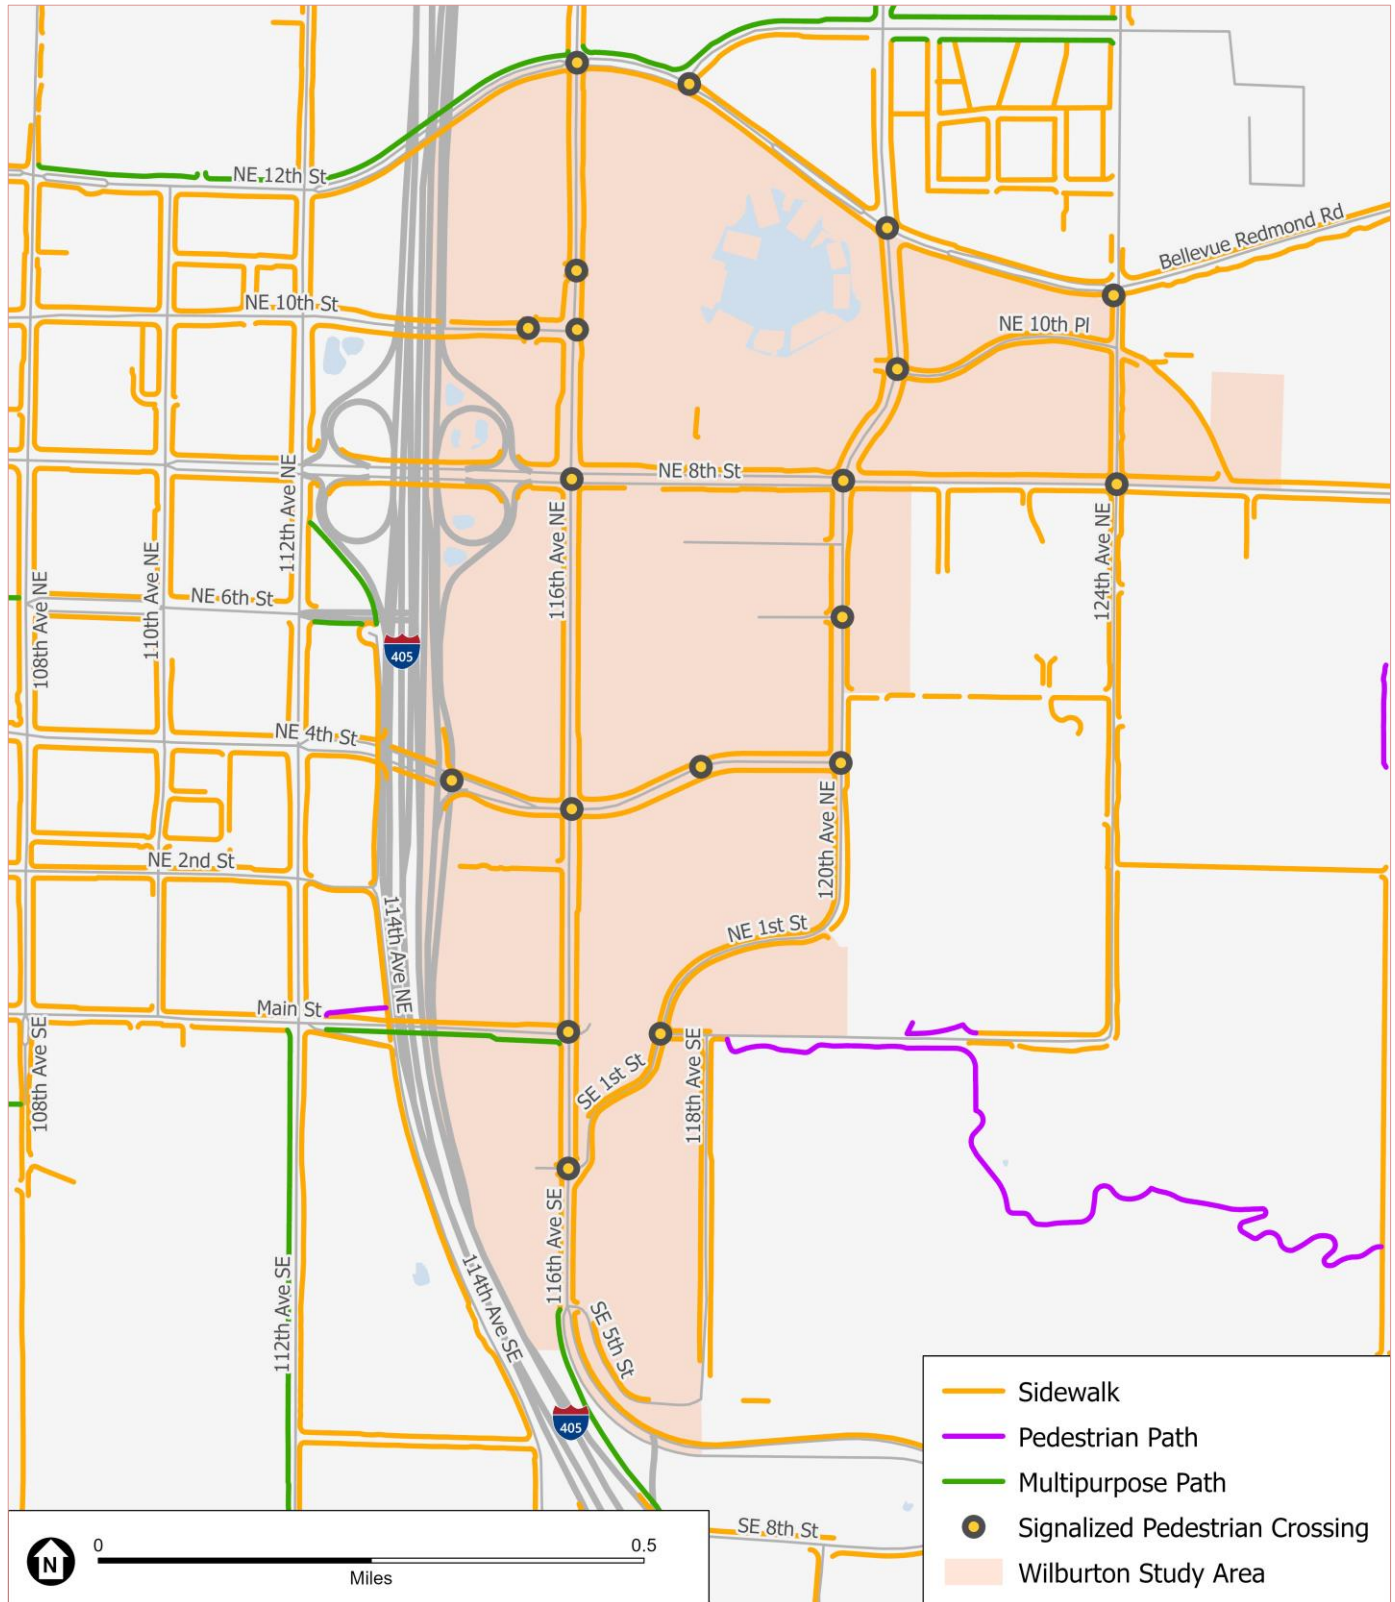 NE 12th St
Bellevue Redmond Rd
NE 10th St
NE 10th Pl
NE 8th St
112th Ave NE
116th Ave NE
124th Ave NE
110th Ave NE
108th Ave NE
NE 6th St
405
NE 4th St
120th Ave NE
NE 2nd St
114th Ave NE
NE 1st St
Main St
108th Ave SE
SE 1st St
118th Ave SE
116th Ave SE
112th Ave SE
114th Ave SE
SE 5th St
405
SE 8th St
Sidewalk
Pedestrian Path
Multipurpose Path
Signalized Pedestrian Crossing
Wilburton Study Area
N
0 0.5
Miles